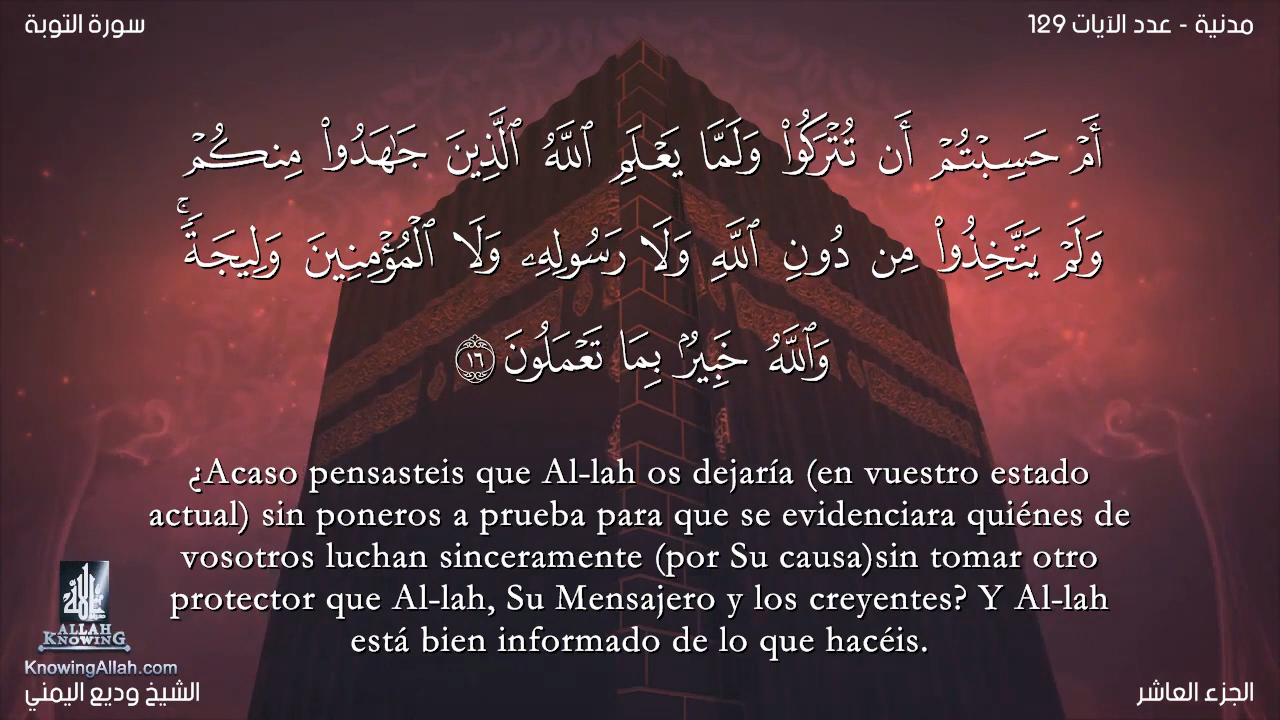 سورة التوبة
مدنية - عدد الآيات 129
أَمْ حَسِبْتُمْ أَن تُتْرَكُوا۟ وَلَمَّا يَعْلَمِ ٱللَّهُ ٱلَّذِينَ جَـٰهَدُوا۟ مِنكُمْ
وَلَمْ يَتَّخِذُوا۟ مِن دُونِ ٱللَّهِ وَلَا رَسُولِهِۦ وَلَا ٱلْمُؤْمِنِينَ وَلِيجَةً ۚ
وَٱللَّهُ خَبِيرٌۢ بِمَا تَعْمَلُونَ ١٦
¿Acaso pensasteis que Al-lah os dejaría (en vuestro estado
actual) sin poneros a prueba para que se evidenciara quiénes de
vosotros luchan sinceramente (por Su causa)sin tomar otro
protector que Al-lah, Su Mensajero y los creyentes? Y Al-lah
está bien informado de lo que hacéis.
ALLAH
KNOWING
KnowingAllah.com
الشيخ وديع اليمني
الجزء العاشر